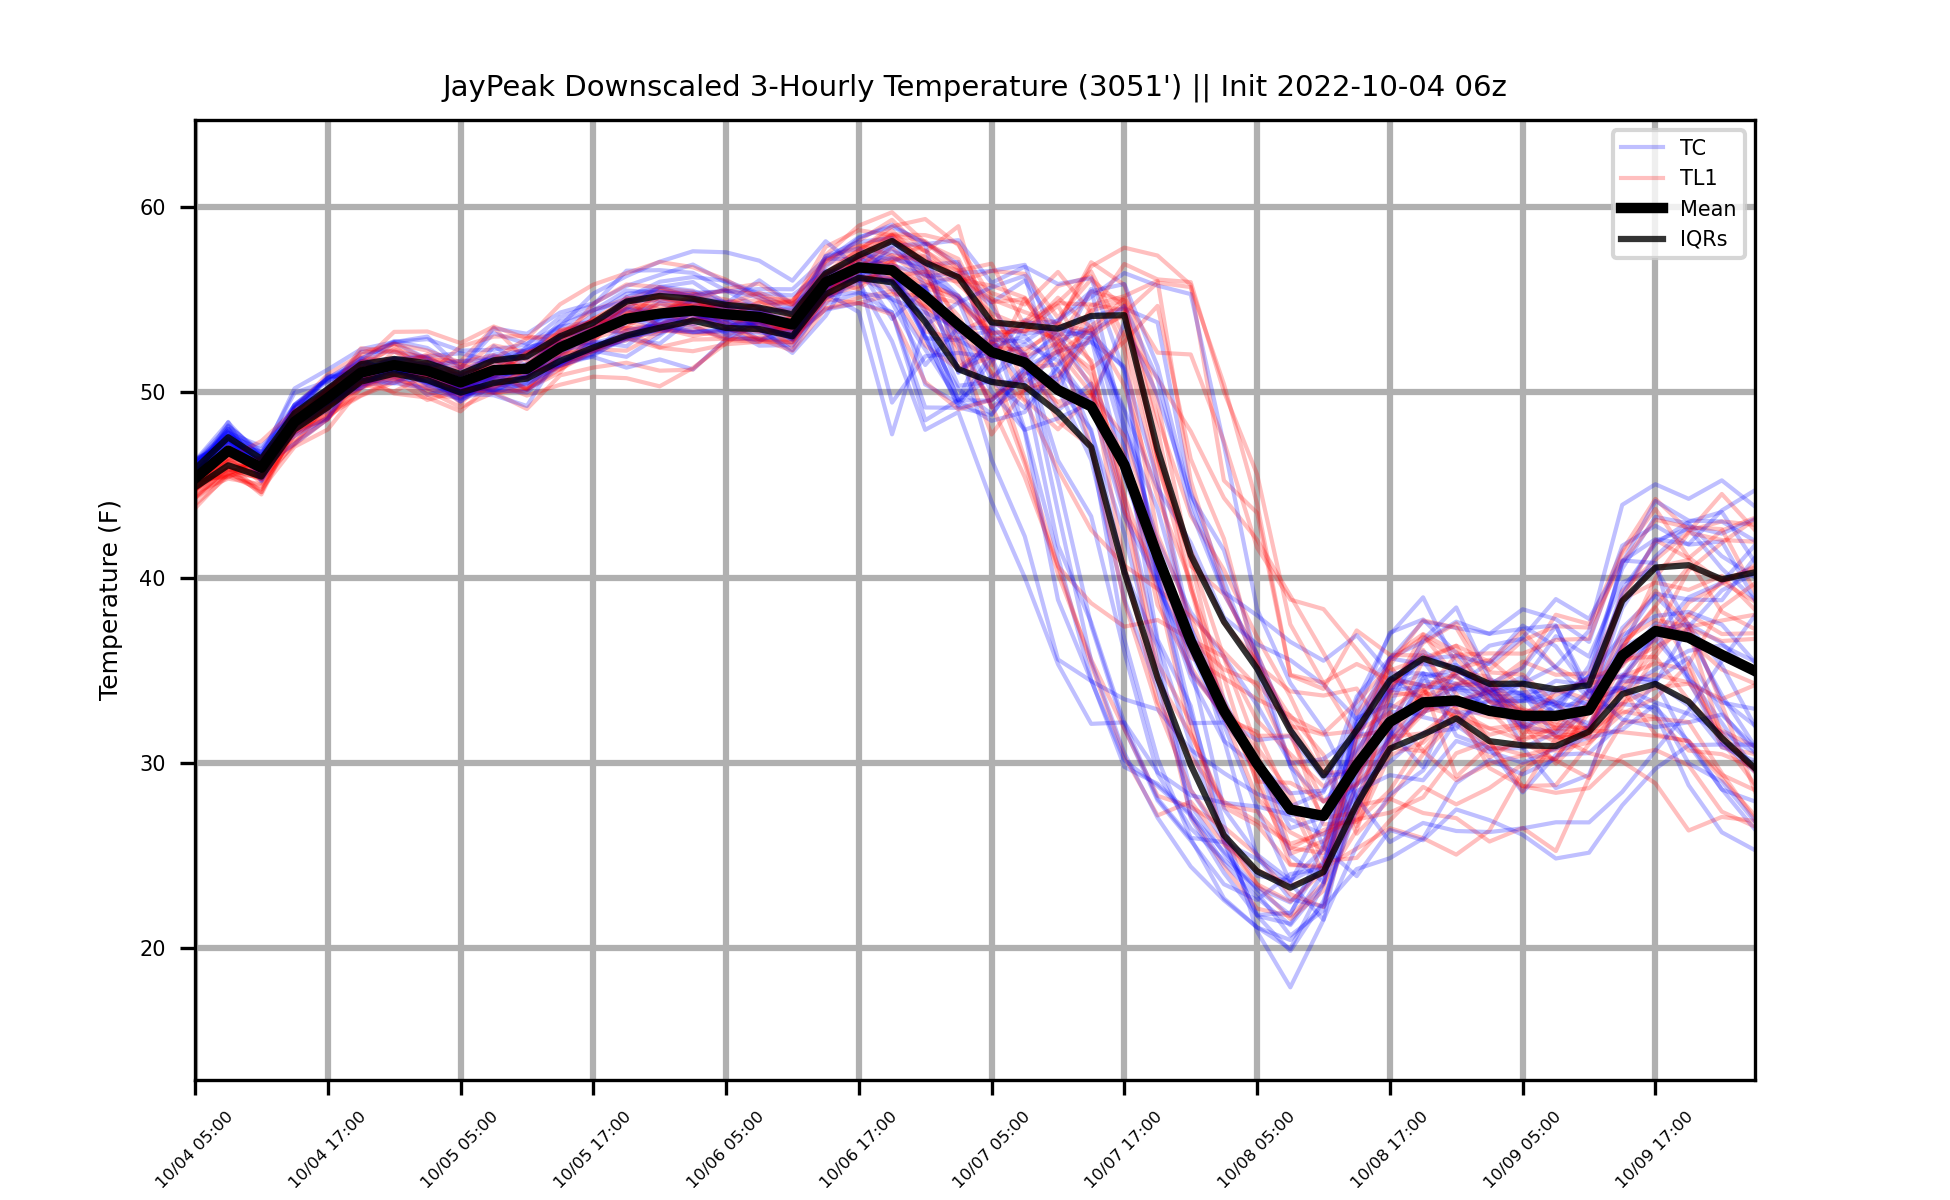 JayPeak Downscaled 3-Hourly Temperature (3051') || Init 2022-10-04 06z
TC
TL1
Mean
IQRs
Temperature (F)
60
50
40
30
20
10/04 05:00
10/04 17:00
10/05 05:00
10/05 17:00
10/06 05:00
10/06 17:00
10/07 05:00
10/07 17:00
10/08 05:00
10/08 17:00
10/09 05:00
10/09 17:00